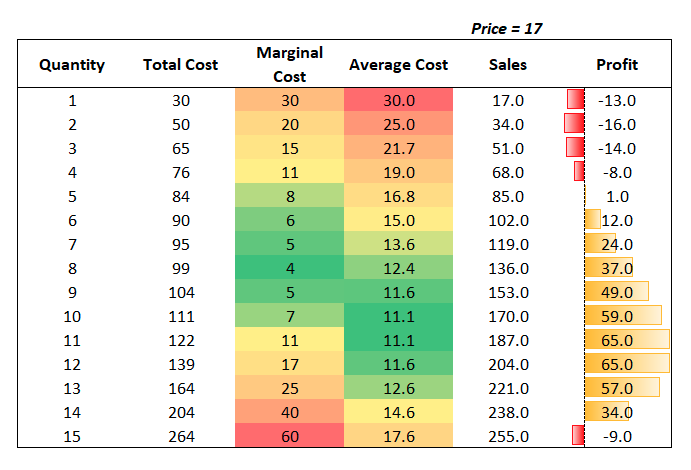 Price = 17
Quantity Total Cost Marginal Cost Average Cost Sales Profit
1 30 30 30.0 17.0 -13.0
2 50 20 25.0 34.0 -16.0
3 65 15 21.7 51.0 -14.0
4 76 11 19.0 68.0 -8.0
5 84 8 16.8 85.0 1.0
6 90 6 15.0 102.0 12.0
7 95 5 13.6 119.0 24.0
8 99 4 12.4 136.0 37.0
9 104 5 11.6 153.0 49.0
10 111 7 11.1 170.0 59.0
11 122 11 11.1 187.0 65.0
12 139 17 11.6 204.0 65.0
13 164 25 12.6 221.0 57.0
14 204 40 14.6 238.0 34.0
15 264 60 17.6 255.0 -9.0